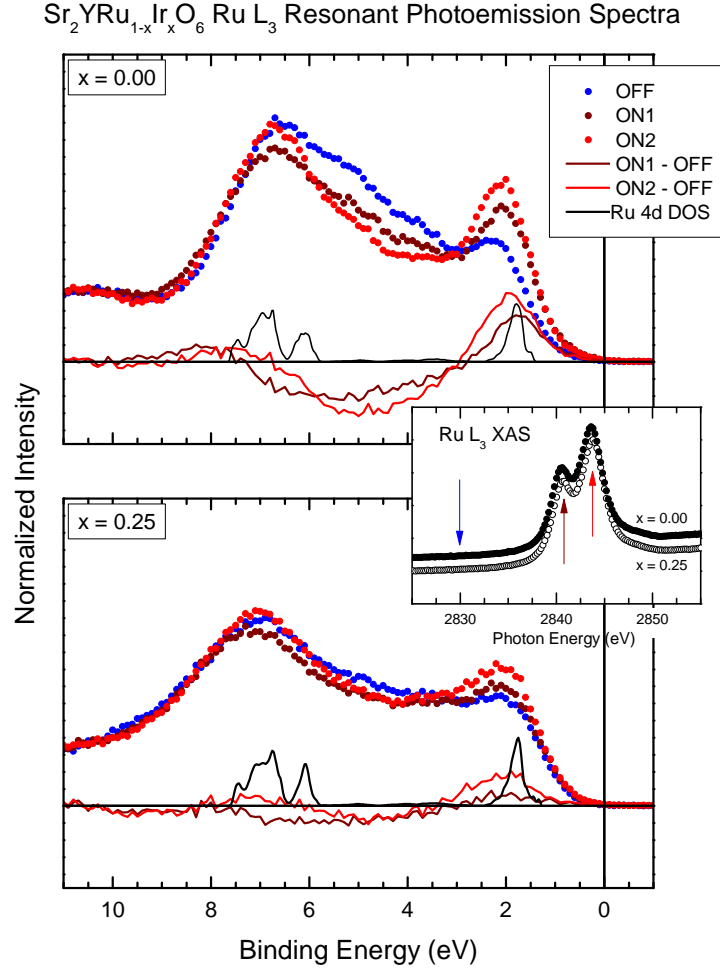 Sr₂YRu₁₋ₓIrₓO₆ Ru L₃ Resonant Photoemission Spectra
x = 0.00
OFF
ON1
ON2
ON1 - OFF
ON2 - OFF
Ru 4d DOS
Normalized Intensity
Ru L₃ XAS
x = 0.00
x = 0.25
2830 2840 2850
Photon Energy (eV)
x = 0.25
10 8 6 4 2 0
Binding Energy (eV)